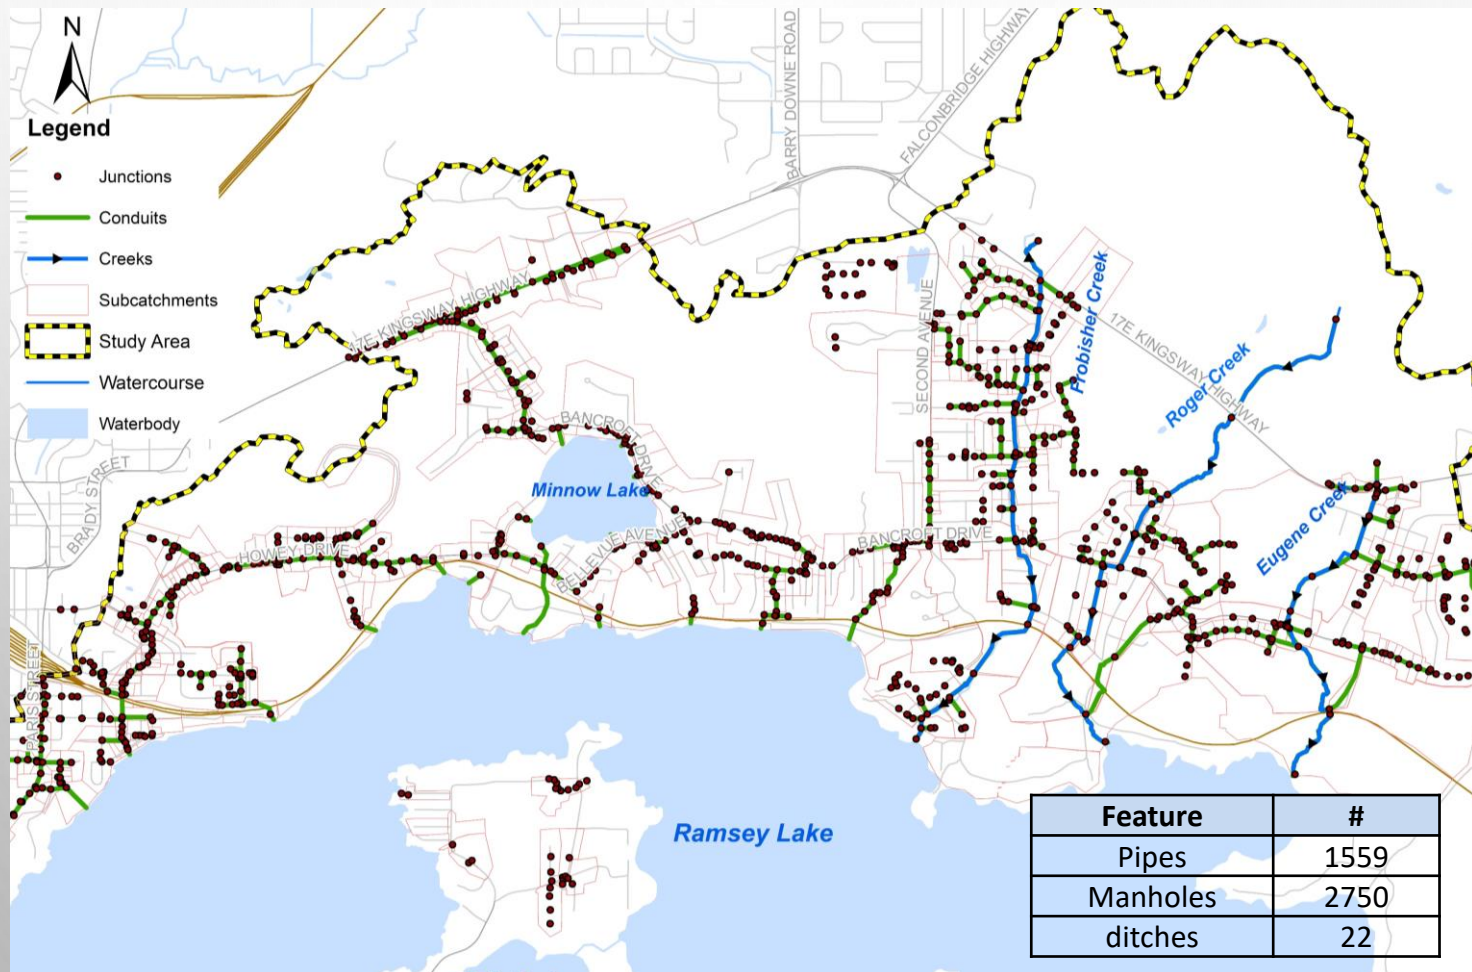 N
Legend
Junctions
Conduits
Creeks
Subcatchments
Study Area
Watercourse
Waterbody
BARRY DOWNE ROAD
FALCONBRIDGE HIGHWAY
17E KINGSWAY HIGHWAY
SECOND AVENUE
Probisher Creek
17E KINGSWAY HIGHWAY
Roger Creek
BANCROFT DRIVE
Minnow Lake
BRADY STREET
HOWEY DRIVE
BELLEVUE AVENUE
BANCROFT DRIVE
Eugene Creek
PARIS STREET
Ramsey Lake
Feature #
Pipes 1559
Manholes 2750
ditches 22